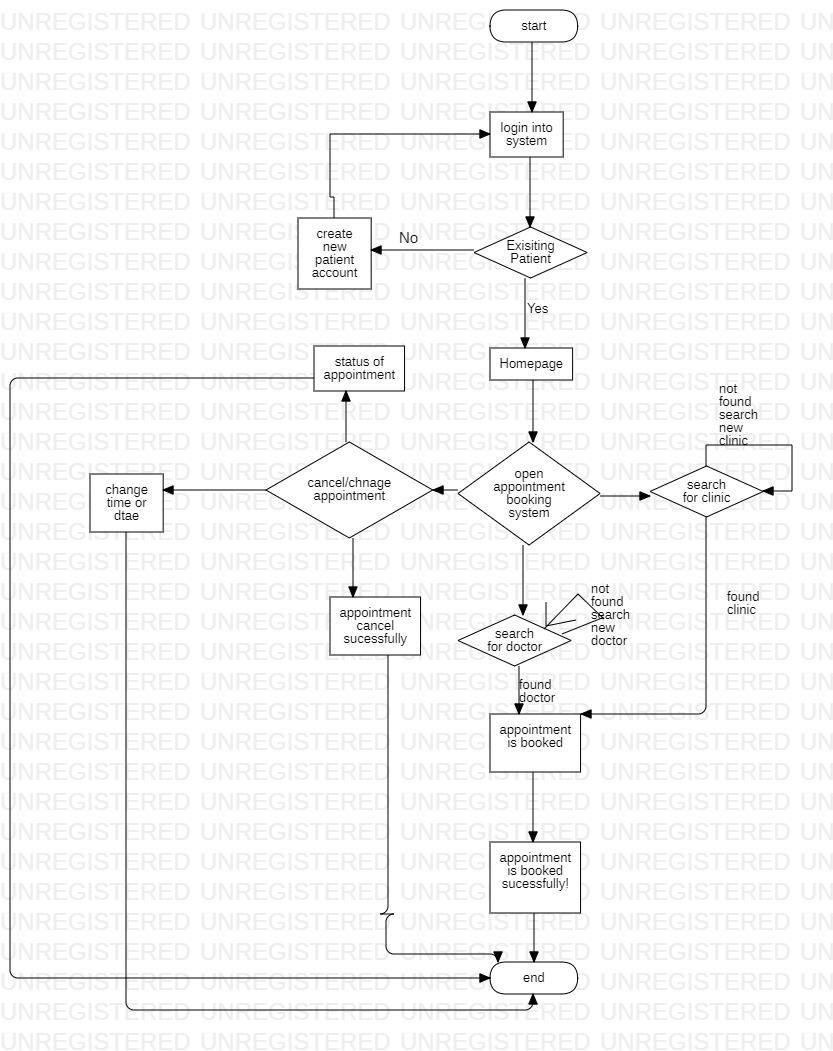 start
login into
system
create
new
patient
account
No
Exisiting
Patient
Yes
status of
appointment
Homepage
not
found
search
new
clinic
change
time or
dtae
cancel/chnage
appointment
open
appointment
booking
system
search
for clinic
appointment
cancel
sucessfully
search
for doctor
not
found
search
new
doctor
found
clinic
found
doctor
appointment
is booked
appointment
is booked
sucessfully!
end
UNREGISTERED